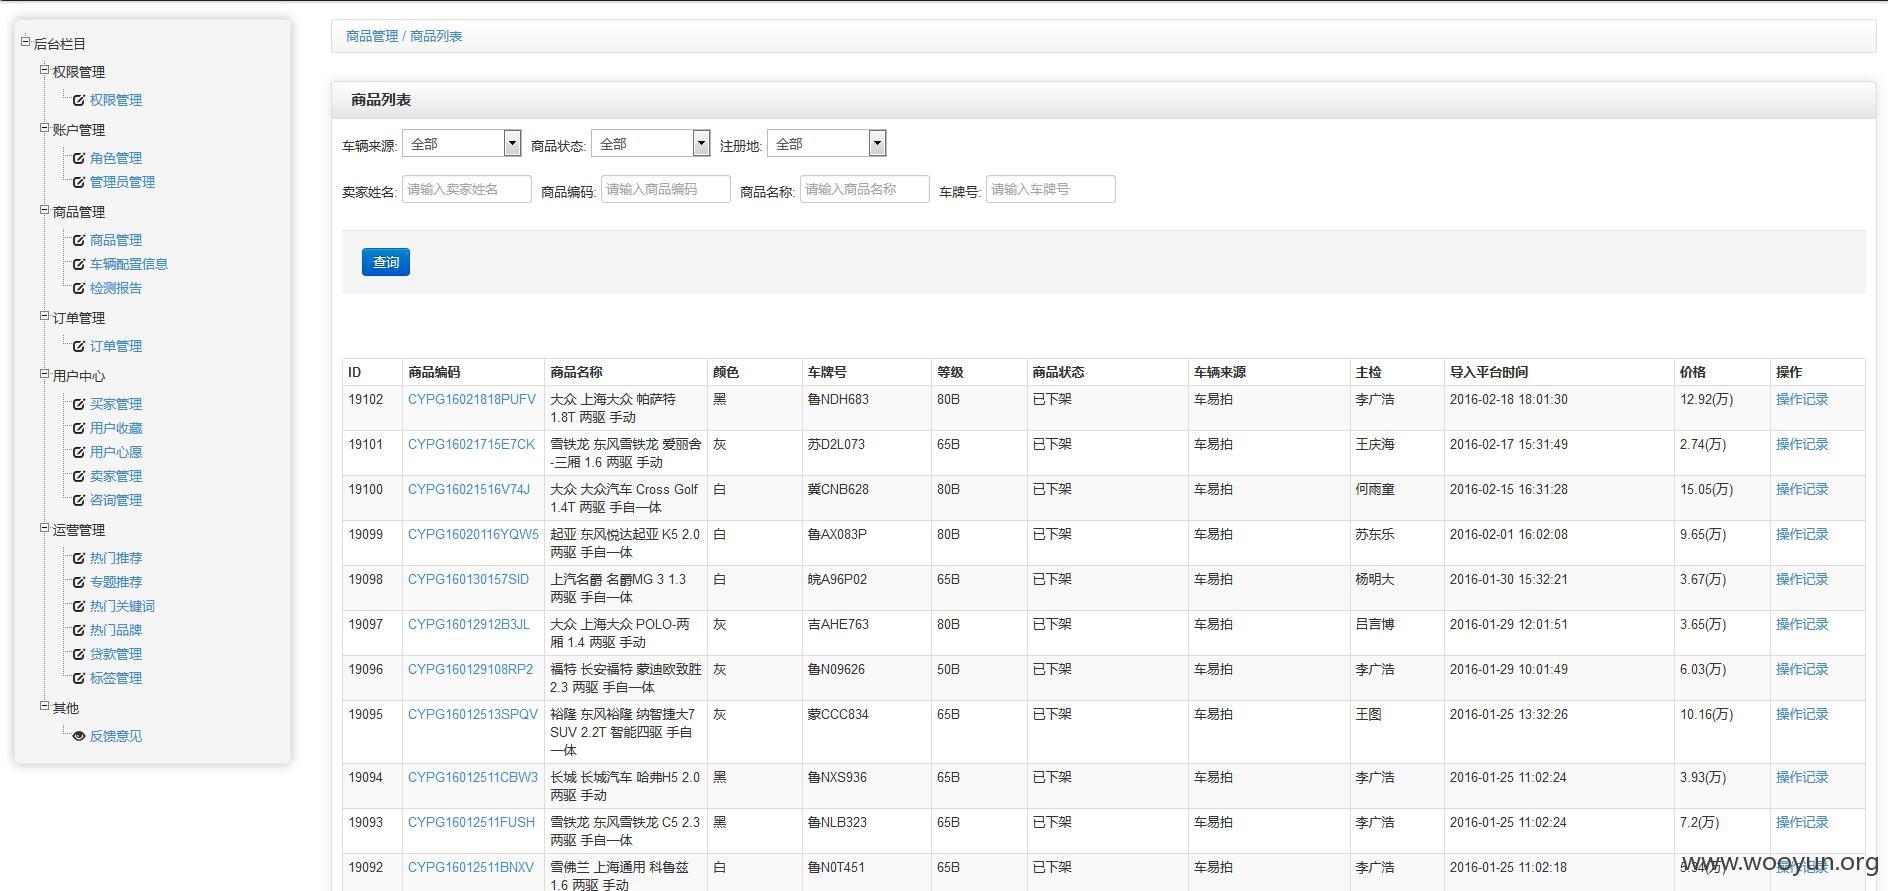 后台栏目
权限管理
权限管理
账户管理
角色管理
管理员管理
商品管理
商品管理
车辆配置信息
检测报告
订单管理
订单管理
用户中心
买家管理
用户收藏
用户心愿
卖家管理
咨询管理
运营管理
热门推荐
专题推荐
热门关键词
热门品牌
贷款管理
标签管理
其他
反馈意见
商品管理 / 商品列表
商品列表
车辆来源: 全部 商品状态: 全部 注册地: 全部
卖家姓名: 请输入卖家姓名 商品编码: 请输入商品编码 商品名称: 请输入商品名称 车牌号: 请输入车牌号
查询
ID 商品编码 商品名称 颜色 车牌号 等级 商品状态 车辆来源 主检 导入平台时间 价格 操作
19102 CYPG16021818PUFV 大众 上海大众 帕萨特 黑 鲁NDH683 80B 已下架 车易拍 李广浩 2016-02-18 18:01:30 12.92(万) 操作记录
1.8T 两驱 手动
19101 CYPG16021715E7CK 雪铁龙 东风雪铁龙 爱丽舍 灰 苏D2L073 65B 已下架 车易拍 王庆海 2016-02-17 15:31:49 2.74(万) 操作记录
-三厢 1.6 两驱 手动
19100 CYPG16021516V74J 大众 大众汽车 Cross Golf 白 冀CNB628 80B 已下架 车易拍 何雨童 2016-02-15 16:31:28 15.05(万) 操作记录
1.4T 两驱 手自一体
19099 CYPG16020116YQW5 起亚 东风悦达起亚 K5 2.0 白 鲁AX083P 80B 已下架 车易拍 苏东乐 2016-02-01 16:02:08 9.65(万) 操作记录
两驱 手自一体
19098 CYPG160130157SID 上汽名爵 名爵MG 3 1.3 白 皖A96P02 65B 已下架 车易拍 杨明大 2016-01-30 15:32:21 3.67(万) 操作记录
两驱 手自一体
19097 CYPG16012912B3JL 大众 上海大众 POLO-两 灰 吉AHE763 80B 已下架 车易拍 吕言博 2016-01-29 12:01:51 3.65(万) 操作记录
厢 1.4 两驱 手动
19096 CYPG160129108RP2 福特 长安福特 蒙迪欧致胜 灰 鲁N09626 50B 已下架 车易拍 李广浩 2016-01-29 10:01:49 6.03(万) 操作记录
2.3 两驱 手自一体
19095 CYPG16012513SPQV 裕隆 东风裕隆 纳智捷大7 灰 蒙CCC834 65B 已下架 车易拍 王图 2016-01-25 13:32:26 10.16(万) 操作记录
SUV 2.2T 智能四驱 手自
一体
19094 CYPG16012511CBW3 长城 长城汽车 哈弗H5 2.0 黑 鲁NXS936 65B 已下架 车易拍 李广浩 2016-01-25 11:02:24 3.93(万) 操作记录
两驱 手动
19093 CYPG16012511FUSH 雪铁龙 东风雪铁龙 C5 2.3 黑 鲁NLB323 65B 已下架 车易拍 李广浩 2016-01-25 11:02:24 7.2(万) 操作记录
两驱 手自一体
19092 CYPG16012511BNXV 雪佛兰 上海通用 科鲁兹 白 鲁N0T451 65B 已下架 车易拍 李广浩 2016-01-25 11:02:18
1.6 两驱 手动
www.wooyun.org